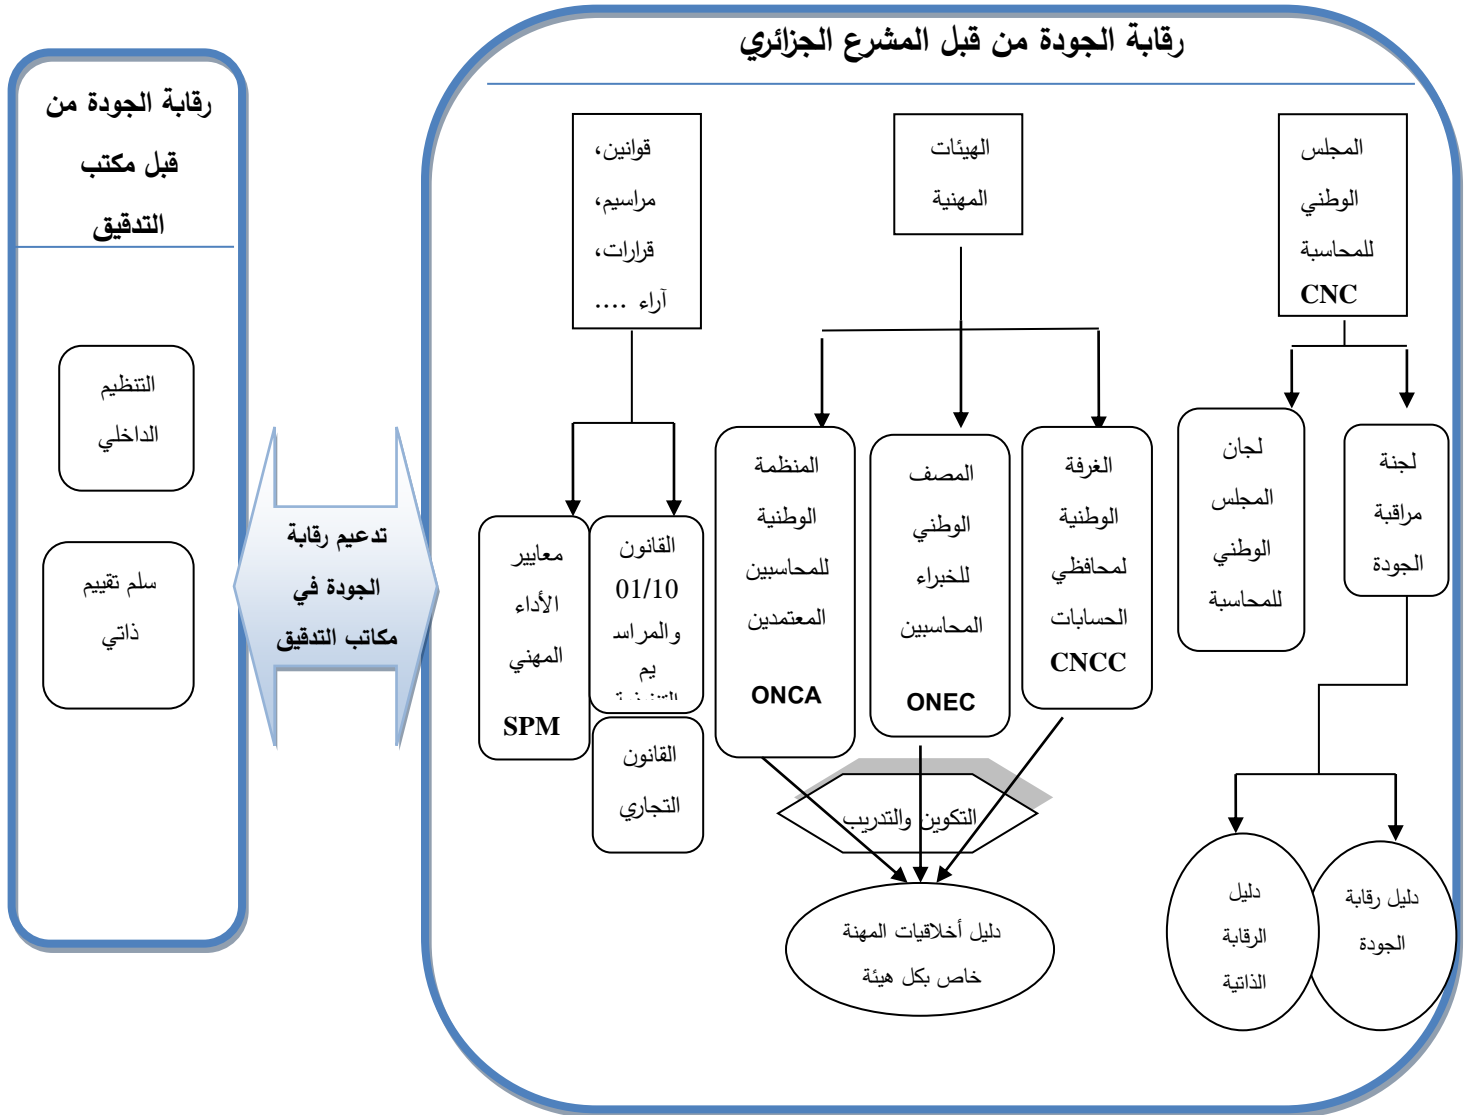 رقابة الجودة من قبل المشرع الجزائري
المجلس
الوطني
للمحاسبة
CNC
الهيئات
المهنية
قوانين،
مراسيم،
قرارات،
آراء ....
لجنة
مراقبة
الجودة
لجان
المجلس
الوطني
للمحاسبة
الغرفة
الوطنية
لمحافظي
الحسابات
CNCC
المصف
الوطني
للخبراء
المحاسبين
ONEC
المنظمة
الوطنية
للمحاسبين
المعتمدين
ONCA
القانون
01/10
والمراسد
يم
القانون
التجاري
معايير
الأداء
المهني
SPM
التكوين والتدريب
دليل رقابة
الجودة
دليل
الرقابة
الذاتية
دليل أخلاقيات المهنة
خاص بكل هيئة
تدعيم رقابة
الجودة في
مكاتب التدقيق
رقابة الجودة من
قبل مكتب
التدقيق
التنظيم
الداخلي
سلم تقييم
ذاتي